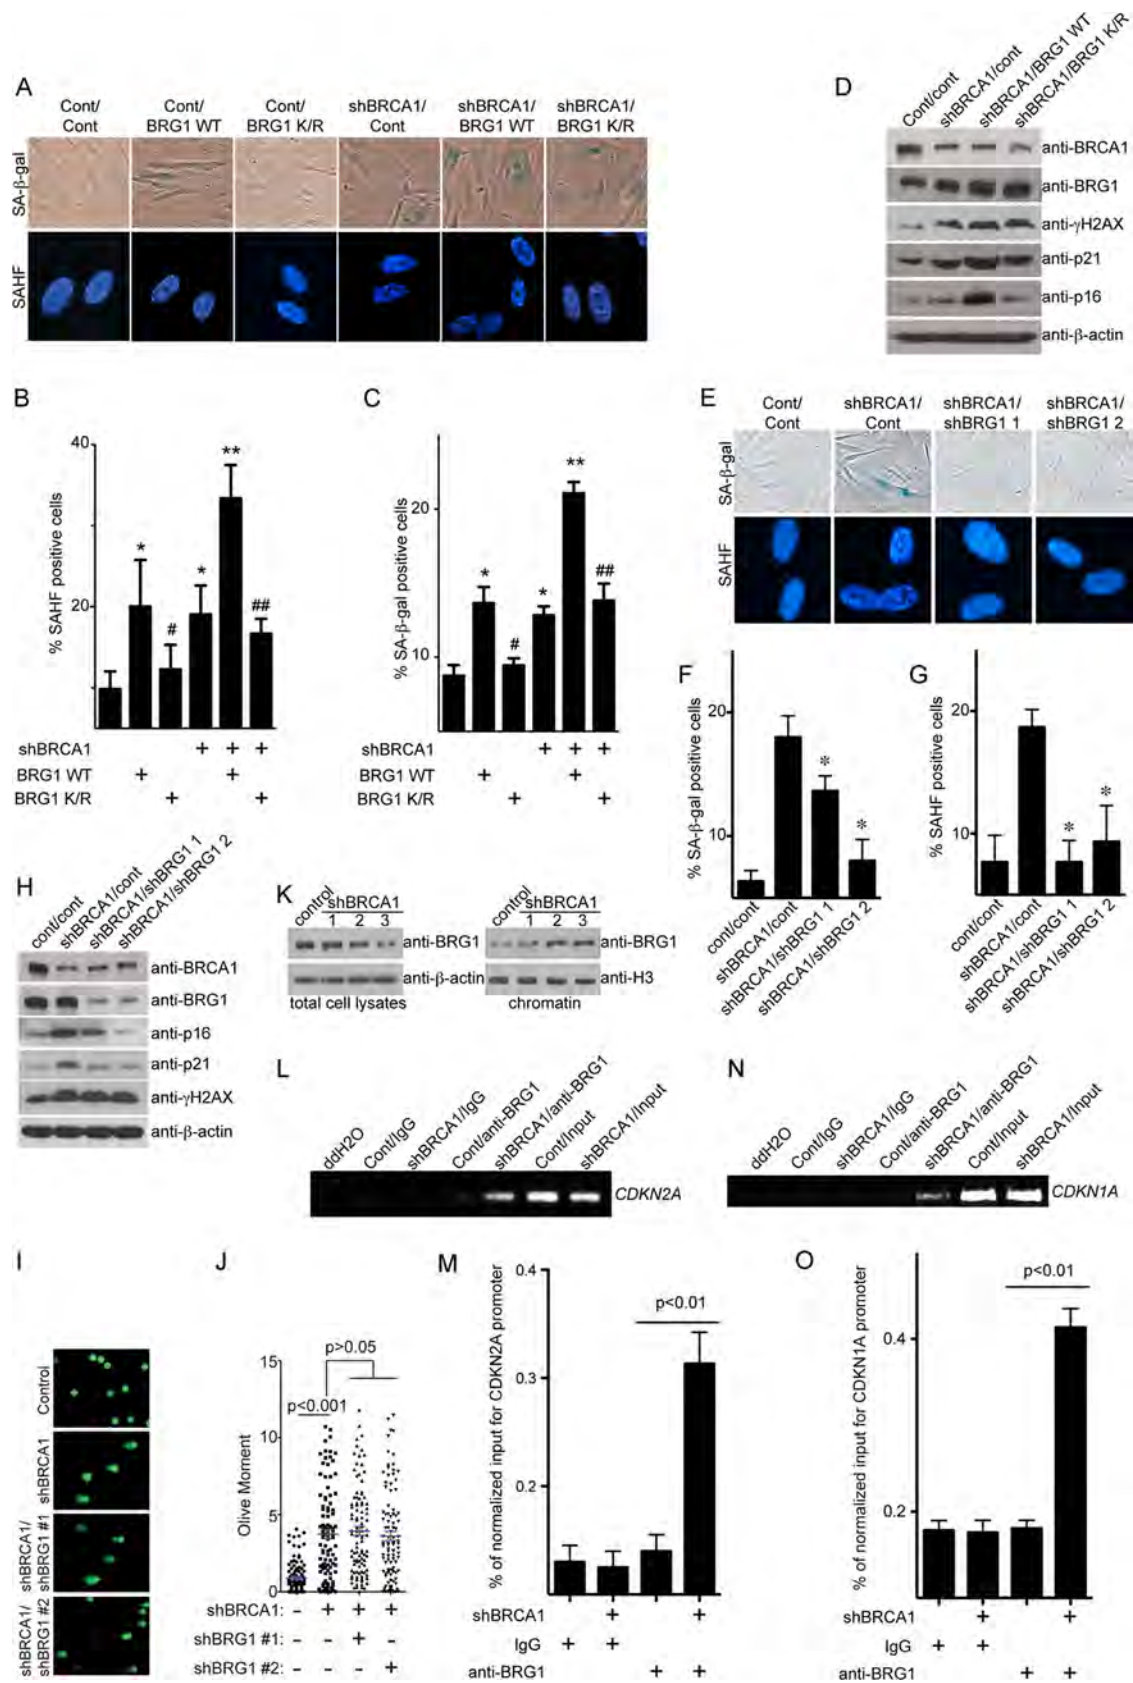 A
Cont/
Cont
Cont/
BRG1 WT
Cont/
BRG1 K/R
shBRCA1/
Cont
shBRCA1/
BRG1 WT
shBRCA1/
BRG1 K/R
SA-β-gal
SAHF
D
Cont/cont
shBRCA1/cont
shBRCA1/BRG1 WT
shBRCA1/BRG1 K/R
anti-BRCA1
anti-BRG1
anti-γH2AX
anti-p21
anti-p16
anti-β-actin
B
% SAHF positive cells
40
20
*
#
*
**
##
shBRCA1 + + +
BRG1 WT + +
BRG1 K/R + +
C
% SA-β-gal positive cells
20
10
*
#
*
**
##
shBRCA1 + + +
BRG1 WT + +
BRG1 K/R + +
E
Cont/
Cont
shBRCA1/
Cont
shBRCA1/
shBRG1 1
shBRCA1/
shBRG1 2
SA-β-gal
SAHF
F
% SA-β-gal positive cells
20
10
*
*
cont/cont
shBRCA1/cont
shBRCA1/shBRG1 1
shBRCA1/shBRG1 2
G
% SAHF positive cells
20
10
*
*
cont/cont
shBRCA1/cont
shBRCA1/shBRG1 1
shBRCA1/shBRG1 2
H
cont/cont
shBRCA1/cont
shBRCA1/shBRG1 1
shBRCA1/shBRG1 2
anti-BRCA1
anti-BRG1
anti-p16
anti-p21
anti-γH2AX
anti-β-actin
K
control
shBRCA1
1 2 3
anti-BRG1
anti-β-actin
total cell lysates
control
shBRCA1
1 2 3
anti-BRG1
anti-H3
chromatin
L
ddH2O
Cont/IgG
shBRCA1/IgG
Cont/anti-BRG1
shBRCA1/anti-BRG1
Cont/Input
shBRCA1/Input
CDKN2A
N
ddH2O
Cont/IgG
shBRCA1/IgG
Cont/anti-BRG1
shBRCA1/anti-BRG1
Cont/Input
shBRCA1/Input
CDKN1A
I
Control
shBRCA1
shBRCA1/
shBRG1 #1
shBRCA1/
shBRG1 #2
J
Olive Moment
15
10
5
0
p<0.001
p>0.05
shBRCA1: - + + +
shBRG1 #1: - - + -
shBRG1 #2: - - - +
M
% of normalized input for CDKN2A promoter
0.4
0.2
p<0.01
shBRCA1 + +
IgG + +
anti-BRG1 + +
O
% of normalized input for CDKN1A promoter
0.4
0.2
p<0.01
shBRCA1 + +
IgG + +
anti-BRG1 + +